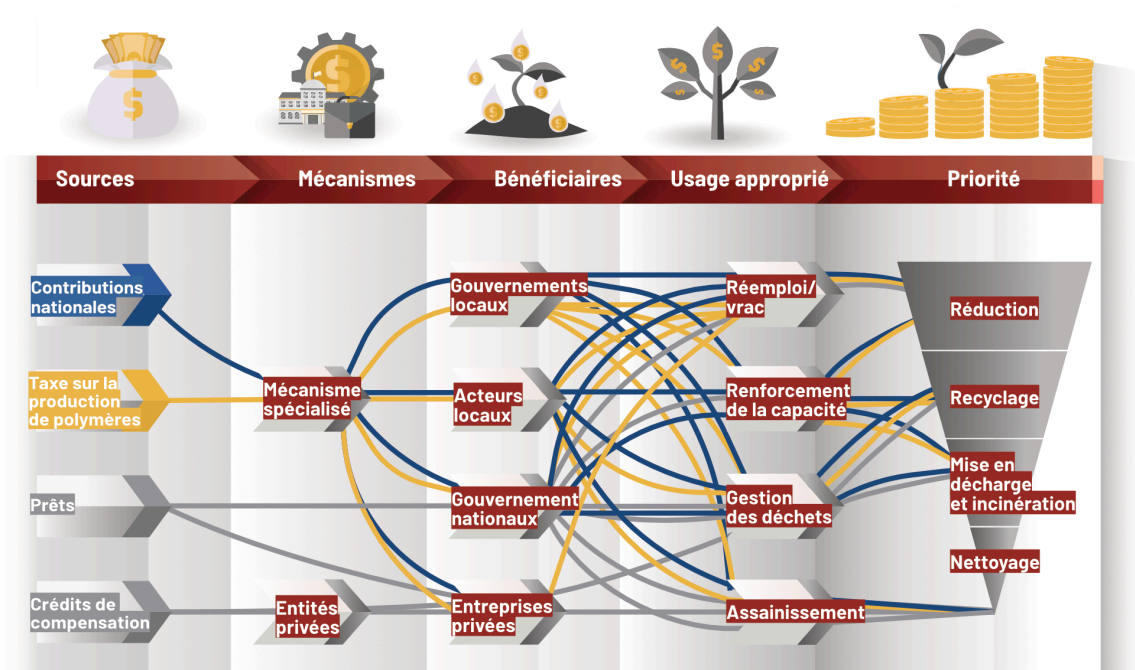 $
$
$
$
$
$
$
$
$
$
$
$
Sources
Mécanismes
Bénéficiaires
Usage approprié
Priorité
Contributions
nationales
Taxe sur la
production
de polymères
Prêts
Crédits de
compensation
Mécanisme
spécialisé
Entités
privées
Gouvernements
locaux
Acteurs
locaux
Gouvernement
nationaux
Entreprises
privées
Réemploi/
vrac
Renforcement
de la capacité
Gestion
des déchets
Assainissement
Réduction
Recyclage
Mise en
décharge
et incinération
Nettoyage